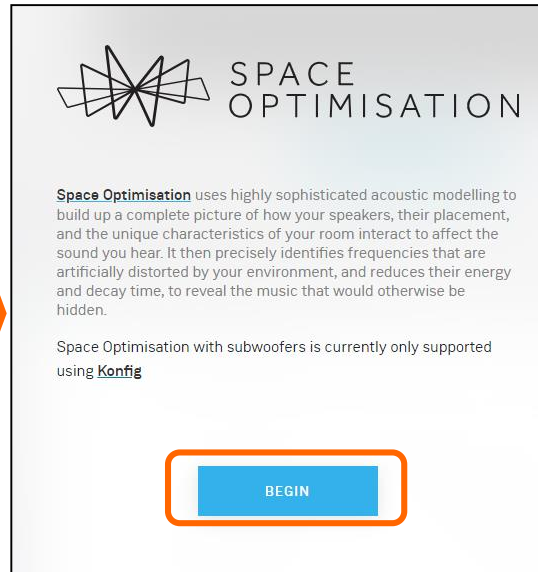 SPACE
OPTIMISATION
Space Optimisation uses highly sophisticated acoustic modelling to
build up a complete picture of how your speakers, their placement,
and the unique characteristics of your room interact to affect the
sound you hear. It then precisely identifies frequencies that are
artificially distorted by your environment, and reduces their energy
and decay time, to reveal the music that would otherwise be
hidden.
Space Optimisation with subwoofers is currently only supported
using Konfig
BEGIN